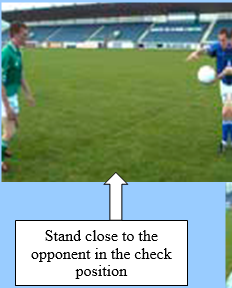 Stand close to the
opponent in the check
position